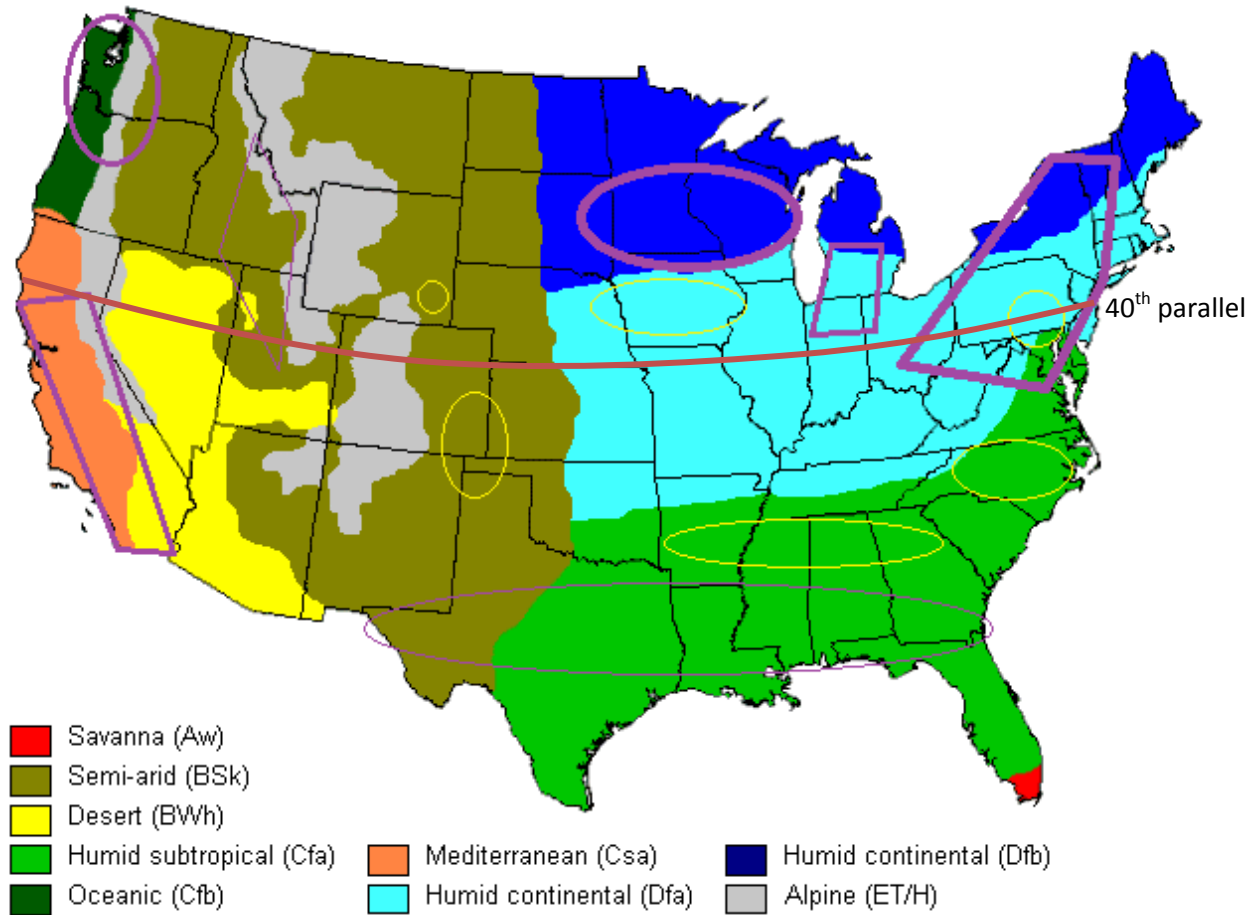 40th parallel
Savanna (Aw)
Semi-arid (BSk)
Desert (BWh)
Humid subtropical (Cfa)
Oceanic (Cfb)
Mediterranean (Csa)
Humid continental (Dfa)
Humid continental (Dfb)
Alpine (ET/H)